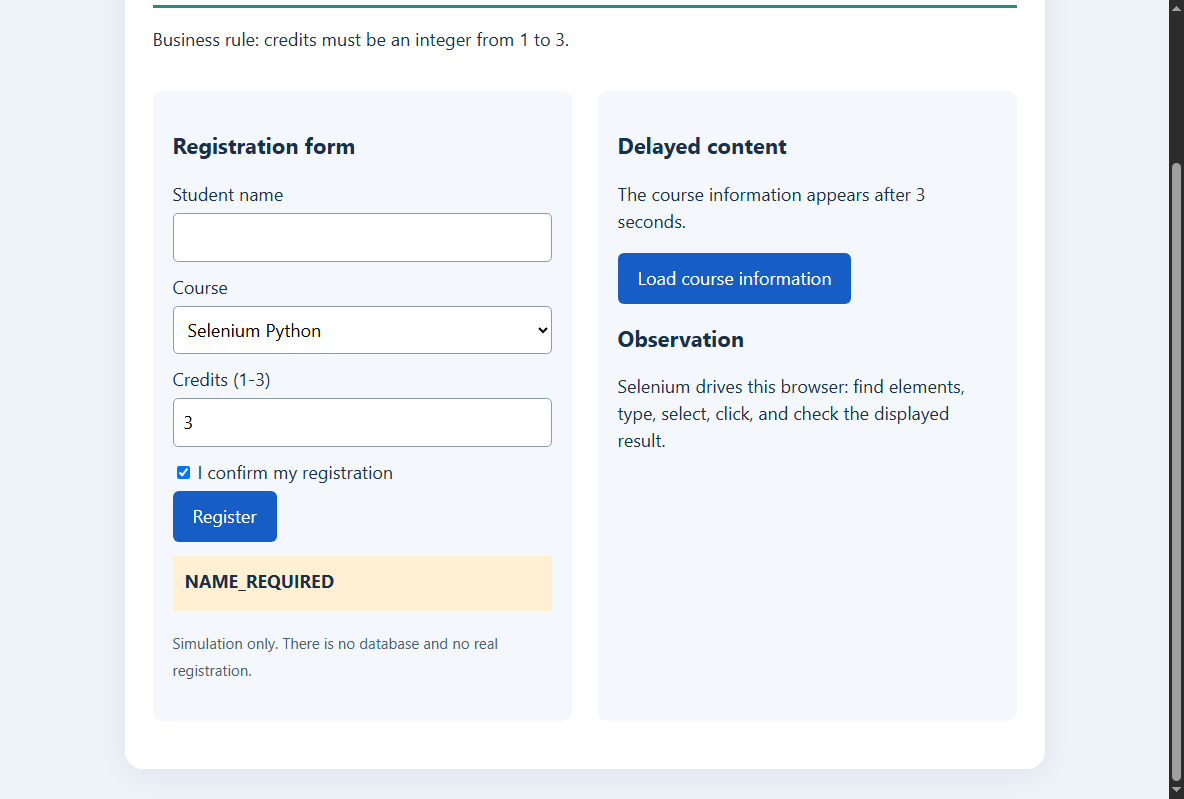 Business rule: credits must be an integer from 1 to 3.
Registration form
Student name
Course
Selenium Python
Credits (1-3)
3
I confirm my registration
Register
NAME_REQUIRED
Simulation only. There is no database and no real
registration.
Delayed content
The course information appears after 3
seconds.
Load course information
Observation
Selenium drives this browser: find elements,
type, select, click, and check the displayed
result.